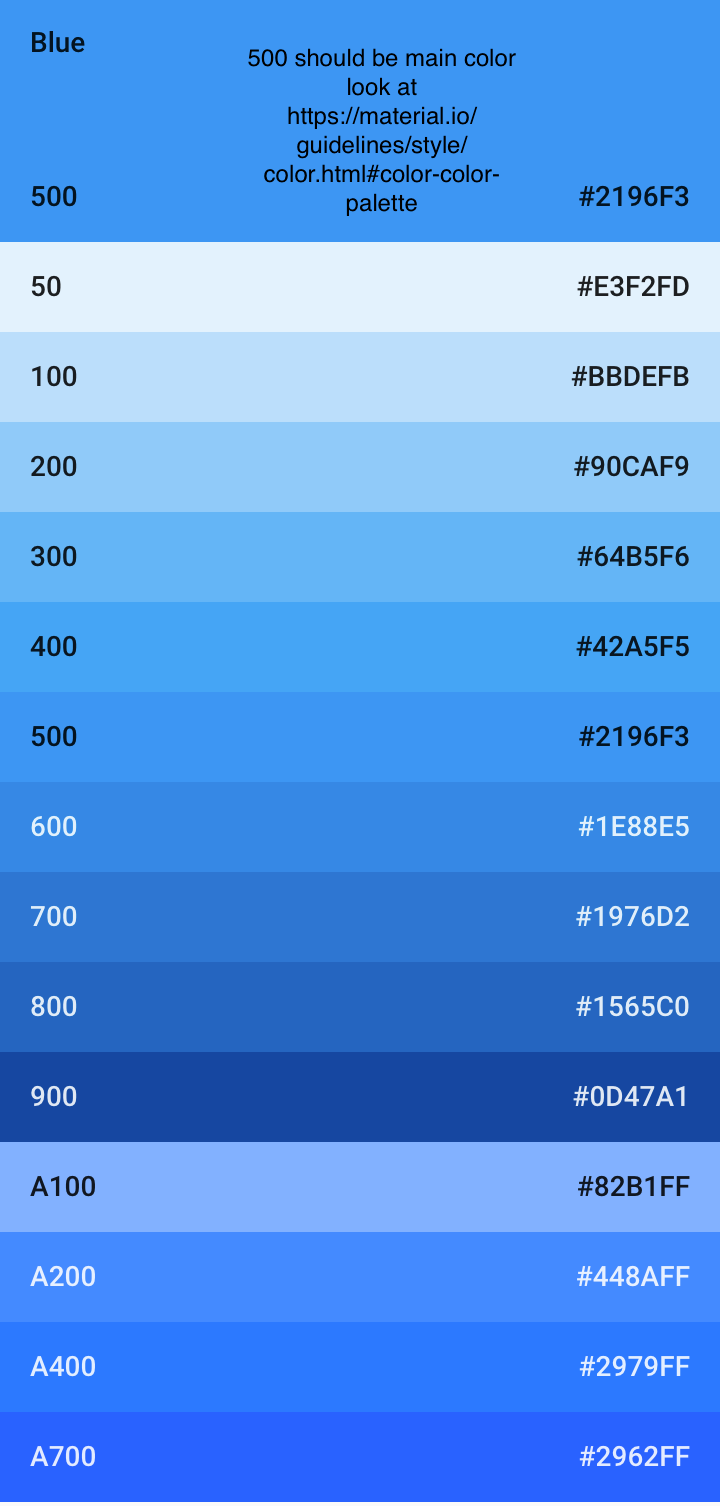 Blue
500 should be main color
look at
https://material.io/
guidelines/style/
color.html#color-color-
palette
500 #2196F3
50 #E3F2FD
100 #BBDEFB
200 #90CAF9
300 #64B5F6
400 #42A5F5
500 #2196F3
600 #1E88E5
700 #1976D2
800 #1565C0
900 #0D47A1
A100 #82B1FF
A200 #448AFF
A400 #2979FF
A700 #2962FF